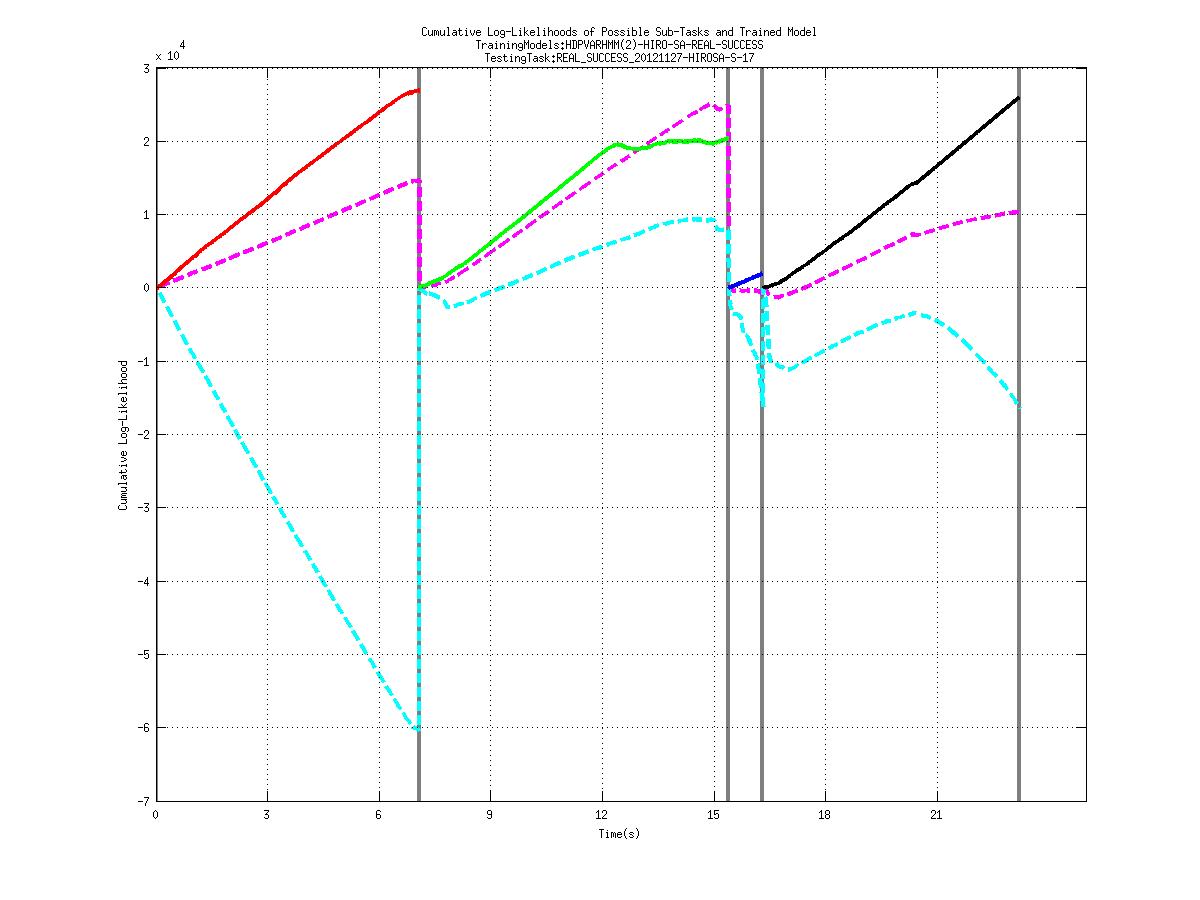 Cumulative Log-Likelihoods of Possible Sub-Tasks and Trained Model
TrainingModels:HDPVARHMM(2)-HIRO-SA-REAL-SUCCESS
TestingTask:REAL_SUCCESS_20121127-HIROSA-S-17
x 10^4
3
2
1
0
-1
-2
-3
-4
-5
-6
-7
Cumulative Log-Likelihood
0 3 6 9 12 15 18 21
Time(s)